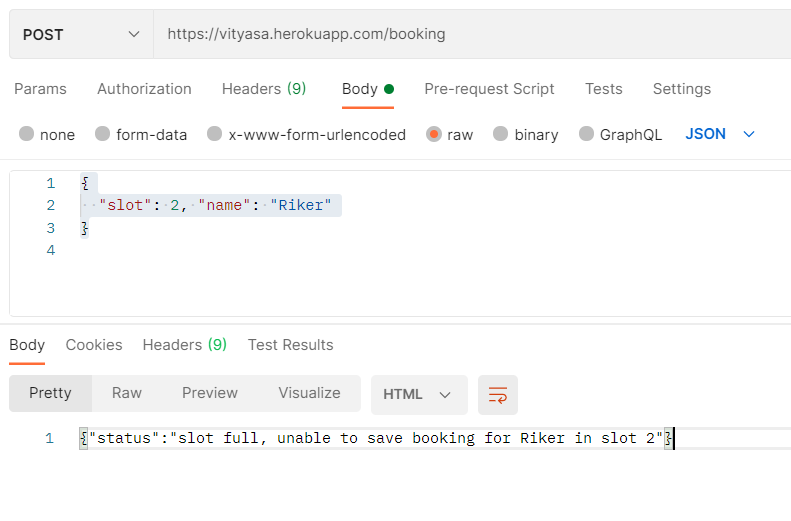 POST https://vityasa.herokuapp.com/booking
Params Authorization Headers (9) Body Pre-request Script Tests Settings
none form-data x-www-form-urlencoded raw binary GraphQL JSON
1 {
2 "slot": 2, "name": "Riker"
3 }
4
Body Cookies Headers (9) Test Results
Pretty Raw Preview Visualize HTML
1 {"status":"slot full, unable to save booking for Riker in slot 2"}